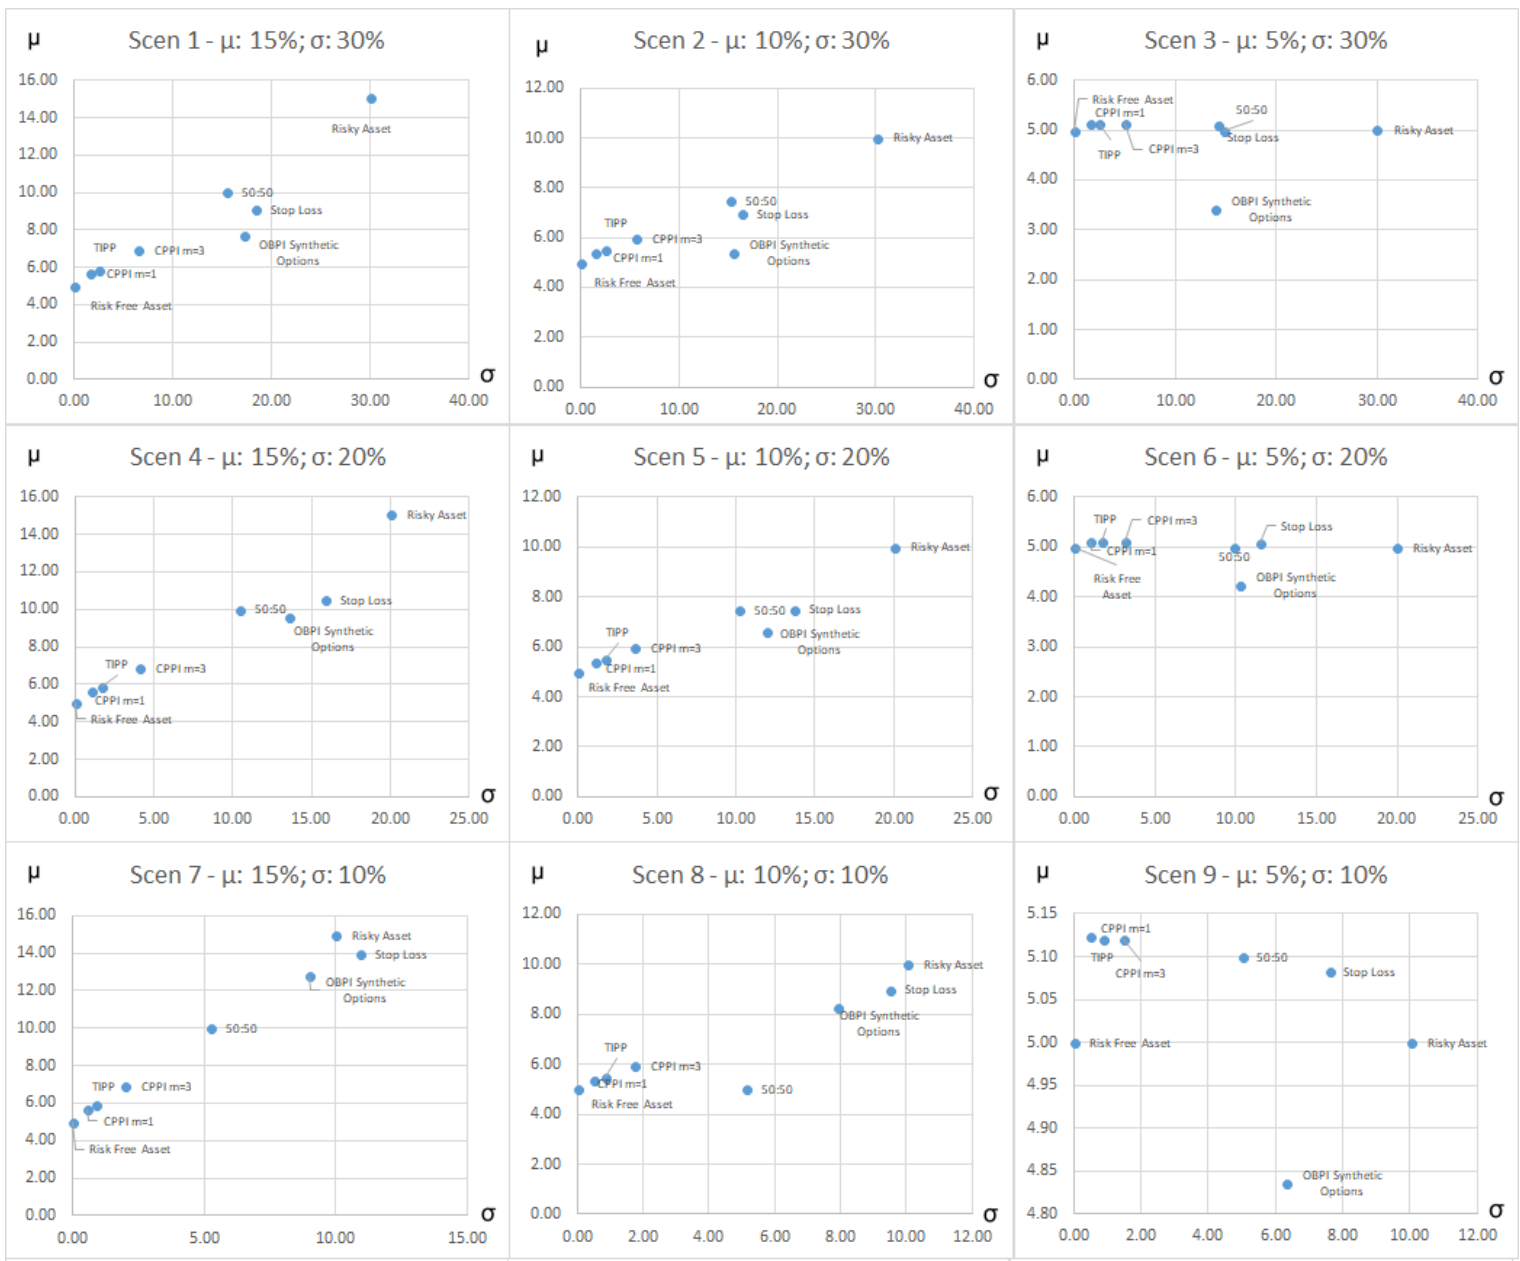 μ
Scen 1 - μ: 15%; σ: 30%
16.00
14.00
12.00
10.00
8.00
6.00
4.00
2.00
0.00
Risky Asset
50:50
Stop Loss
TIPP
CPPI m=3
OBPI Synthetic
Options
CPPI m=1
Risk Free Asset
σ
0.00 10.00 20.00 30.00 40.00
μ
Scen 2 - μ: 10%; σ: 30%
12.00
10.00
8.00
6.00
4.00
2.00
0.00
Risky Asset
50:50
Stop Loss
TIPP
CPPI m=3
OBPI Synthetic
Options
CPPI m=1
Risk Free Asset
σ
0.00 10.00 20.00 30.00 40.00
μ
Scen 3 - μ: 5%; σ: 30%
6.00
5.00
4.00
3.00
2.00
1.00
0.00
Risk Free Asset
CPPI m=1
50:50
Risky Asset
Stop Loss
TIPP
CPPI m=3
OBPI Synthetic
Options
σ
0.00 10.00 20.00 30.00 40.00
μ
Scen 4 - μ: 15%; σ: 20%
16.00
14.00
12.00
10.00
8.00
6.00
4.00
2.00
0.00
Risky Asset
Stop Loss
50:50
OBPI Synthetic
Options
TIPP
CPPI m=3
CPPI m=1
Risk Free Asset
σ
0.00 5.00 10.00 15.00 20.00 25.00
μ
Scen 5 - μ: 10%; σ: 20%
12.00
10.00
8.00
6.00
4.00
2.00
0.00
Risky Asset
50:50
Stop Loss
TIPP
OBPI Synthetic
Options
CPPI m=3
CPPI m=1
Risk Free Asset
σ
0.00 5.00 10.00 15.00 20.00 25.00
μ
Scen 6 - μ: 5%; σ: 20%
6.00
5.00
4.00
3.00
2.00
1.00
0.00
TIPP
CPPI m=3
Stop Loss
Risky Asset
CPPI m=1
50:50
Risk Free
Asset
OBPI Synthetic
Options
σ
0.00 5.00 10.00 15.00 20.00 25.00
μ
Scen 7 - μ: 15%; σ: 10%
16.00
14.00
12.00
10.00
8.00
6.00
4.00
2.00
0.00
Risky Asset
Stop Loss
OBPI Synthetic
Options
50:50
TIPP
CPPI m=3
CPPI m=1
Risk Free Asset
σ
0.00 5.00 10.00 15.00
μ
Scen 8 - μ: 10%; σ: 10%
12.00
10.00
8.00
6.00
4.00
2.00
0.00
Risky Asset
Stop Loss
OBPI Synthetic
Options
TIPP
CPPI m=3
CPPI m=1
50:50
Risk Free Asset
σ
0.00 2.00 4.00 6.00 8.00 10.00 12.00
μ
Scen 9 - μ: 5%; σ: 10%
5.15
5.10
5.05
5.00
4.95
4.90
4.85
4.80
CPPI m=1
TIPP
CPPI m=3
50:50
Stop Loss
Risk Free Asset
Risky Asset
OBPI Synthetic
Options
σ
0.00 2.00 4.00 6.00 8.00 10.00 12.00